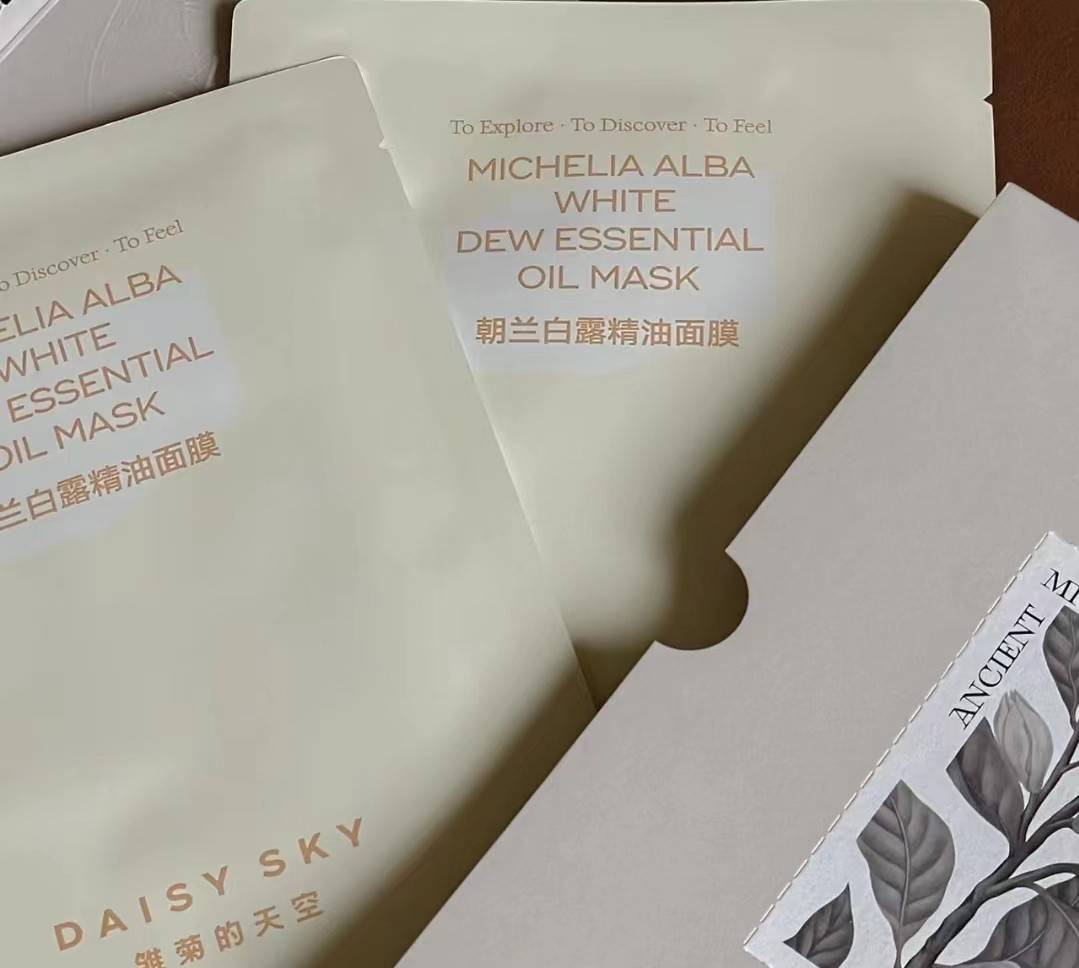 To Explore · To Discover · To Feel
MICHELIA ALBA
WHITE
DEW ESSENTIAL
OIL MASK
朝兰白露精油面膜
Discover · To Feel
ELIA ALBA
WHITE
ESSENTIAL
OIL MASK
兰白露精油面膜
DAISY SKY
雏菊的天空
ANCIENT